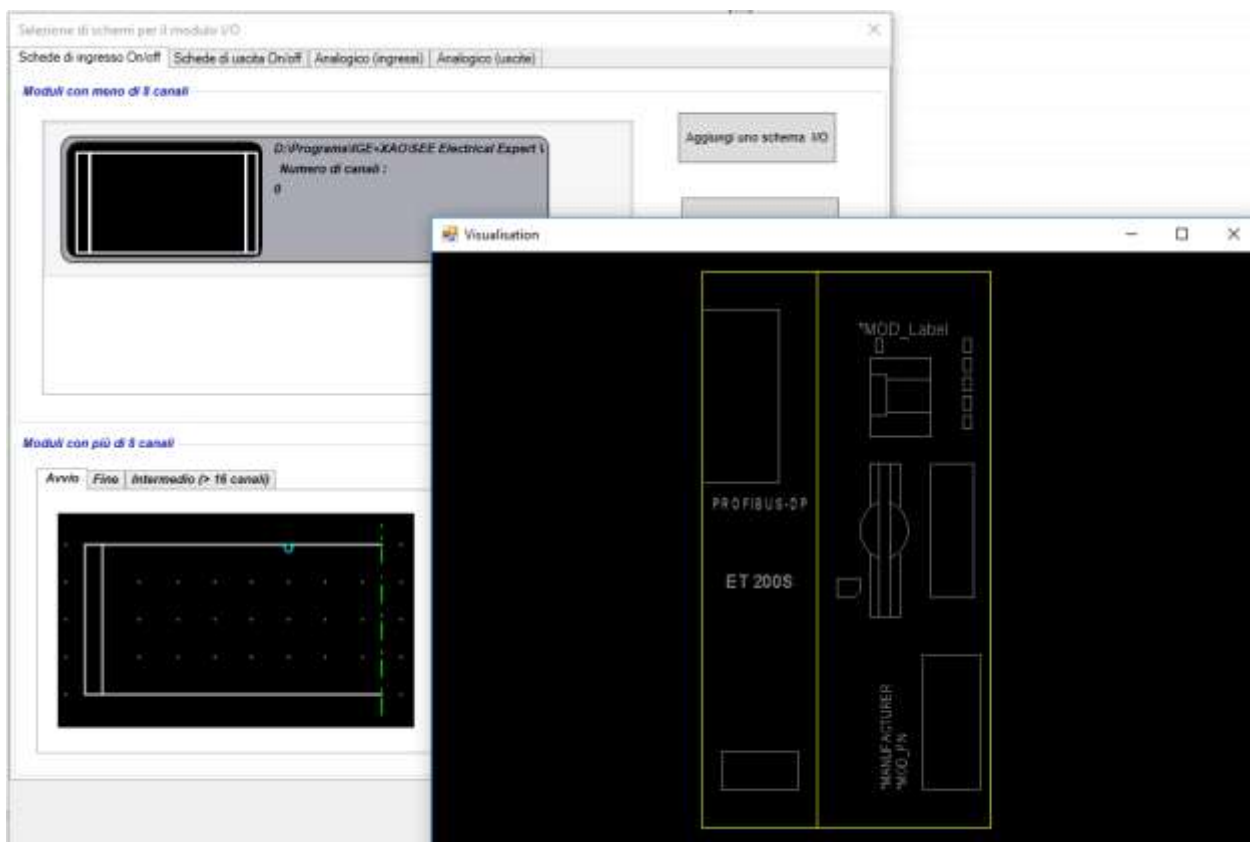 Selezione di schemi per il modulo I/O
Schede di ingresso On/off Schede di uscita On/off Analogico (ingressi) Analogico (uscite)
Moduli con meno di 8 canali
D:\Programs\IGE+XAO\SEE Electrical Expert V
Numero di canali :
0
Aggiungi uno schema I/O
Visualisation
*MOD_Label
PROFIBUS-DP
ET 200S
*MANUFACTURER
*MOD_PN
Moduli con più di 8 canali
Avvio Fine Intermedio (> 16 canali)